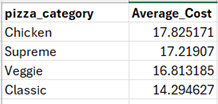 pizza_category Average_Cost
Chicken 17.825171
Supreme 17.21907
Veggie 16.813185
Classic 14.294627